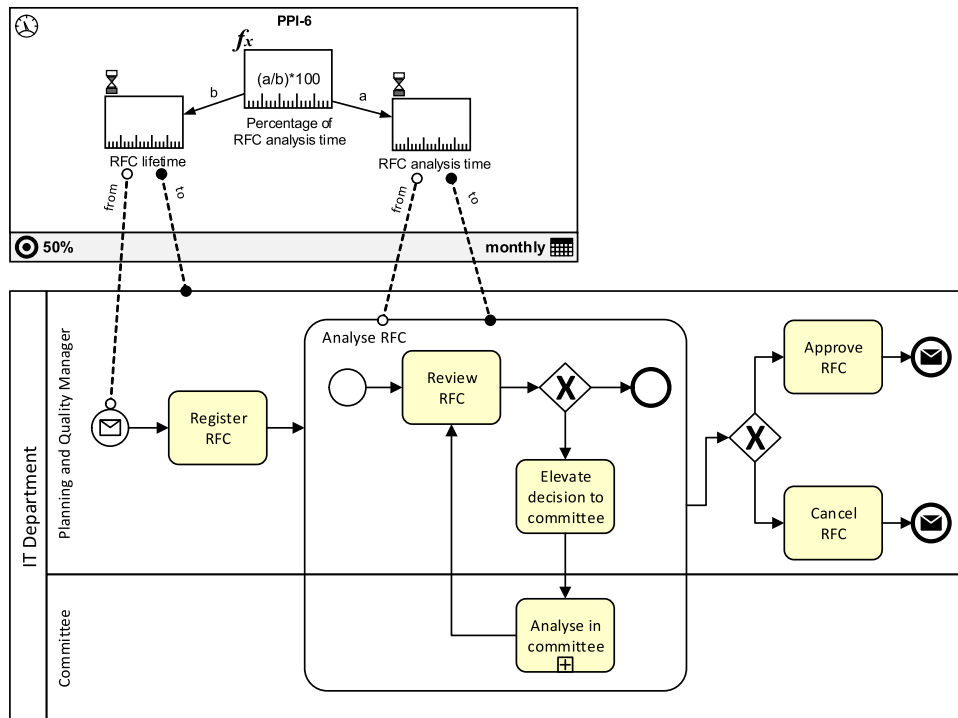 PPI-6
fx
(a/b)*100
b
a
Percentage of
RFC analysis time
RFC lifetime
RFC analysis time
from
to
from
to
50%
monthly
IT Department
Planning and Quality Manager
Committee
Analyse RFC
Register
RFC
Review
RFC
X
Elevate
decision to
committee
Analyse in
committee
X
Approve
RFC
Cancel
RFC